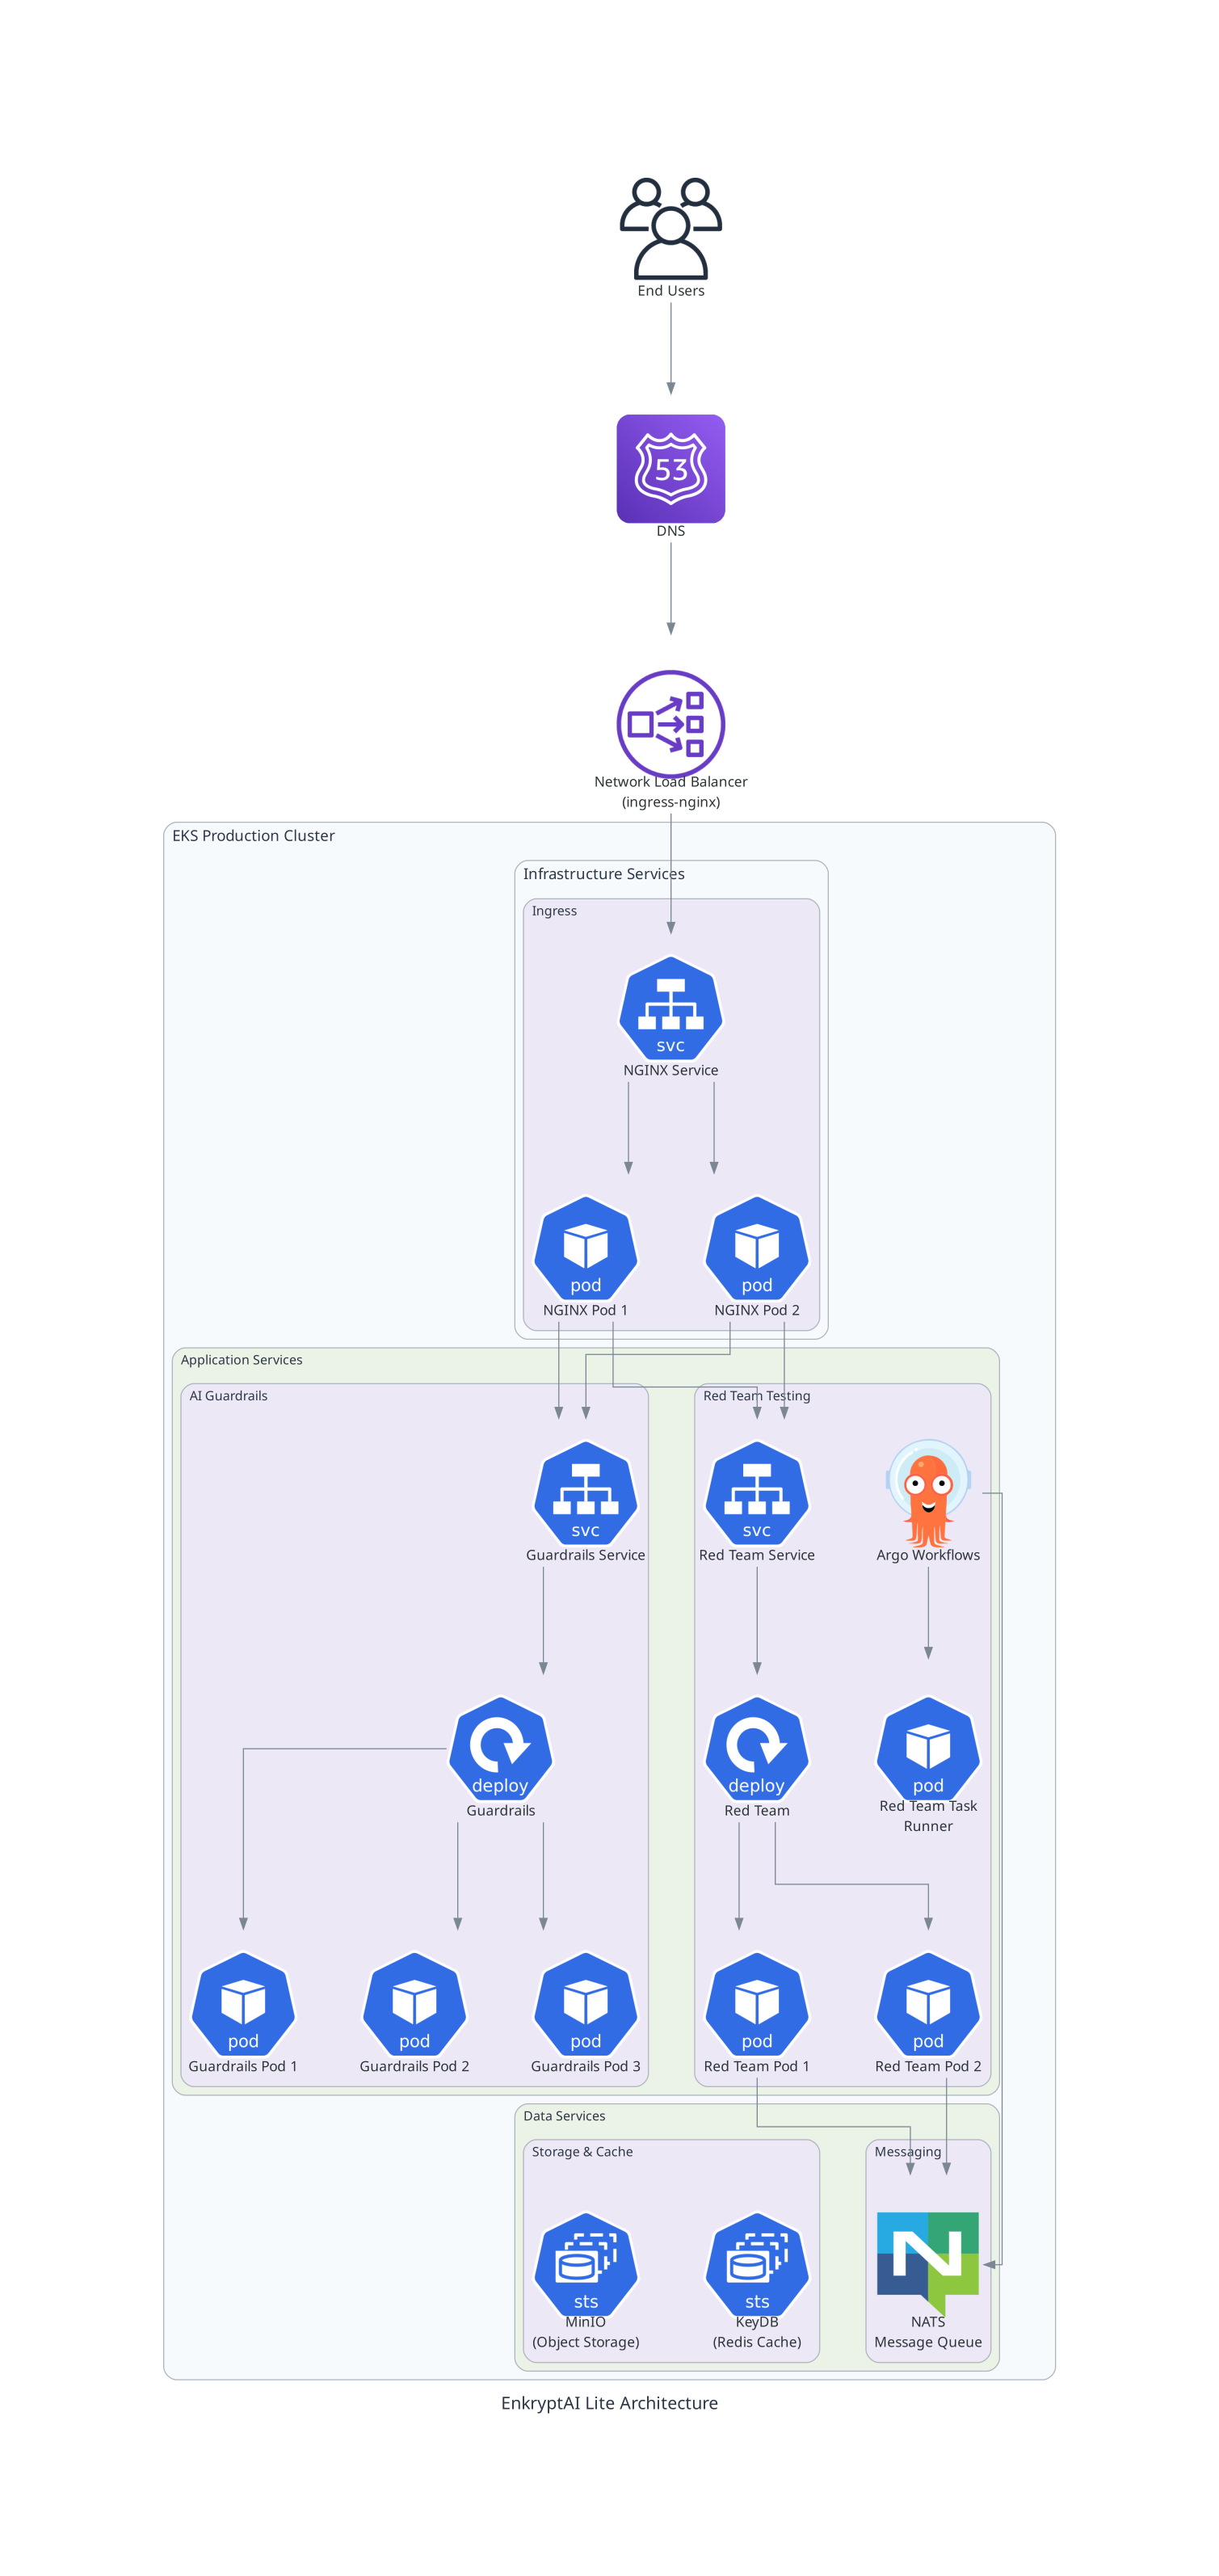 End Users
53
DNS
Network Load Balancer
(ingress-nginx)
EKS Production Cluster
Infrastructure Services
Ingress
svc
NGINX Service
pod
pod
NGINX Pod 1
NGINX Pod 2
Application Services
AI Guardrails
Red Team Testing
svc
svc
Guardrails Service
Red Team Service
Argo Workflows
deploy
deploy
pod
Guardrails
Red Team
Red Team Task
Runner
pod
pod
pod
pod
pod
Guardrails Pod 1
Guardrails Pod 2
Guardrails Pod 3
Red Team Pod 1
Red Team Pod 2
Data Services
Storage & Cache
Messaging
N
sts
sts
MinIO
(Object Storage)
KeyDB
(Redis Cache)
NATS
Message Queue
EnkryptAI Lite Architecture